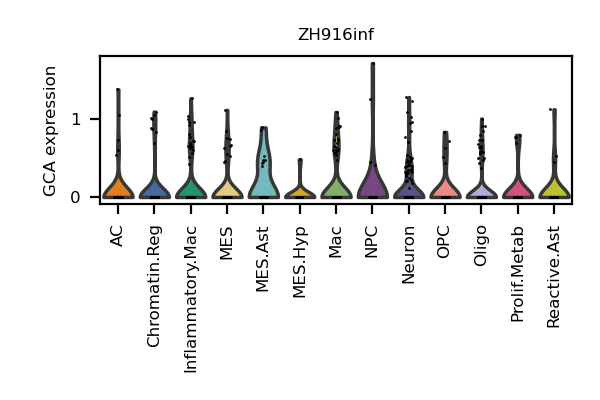 ZH916inf
GCA expression
1
0
AC
Chromatin.Reg
Inflammatory.Mac
MES
MES.Ast
MES.Hyp
Mac
NPC
Neuron
OPC
Oligo
Prolif.Metab
Reactive.Ast